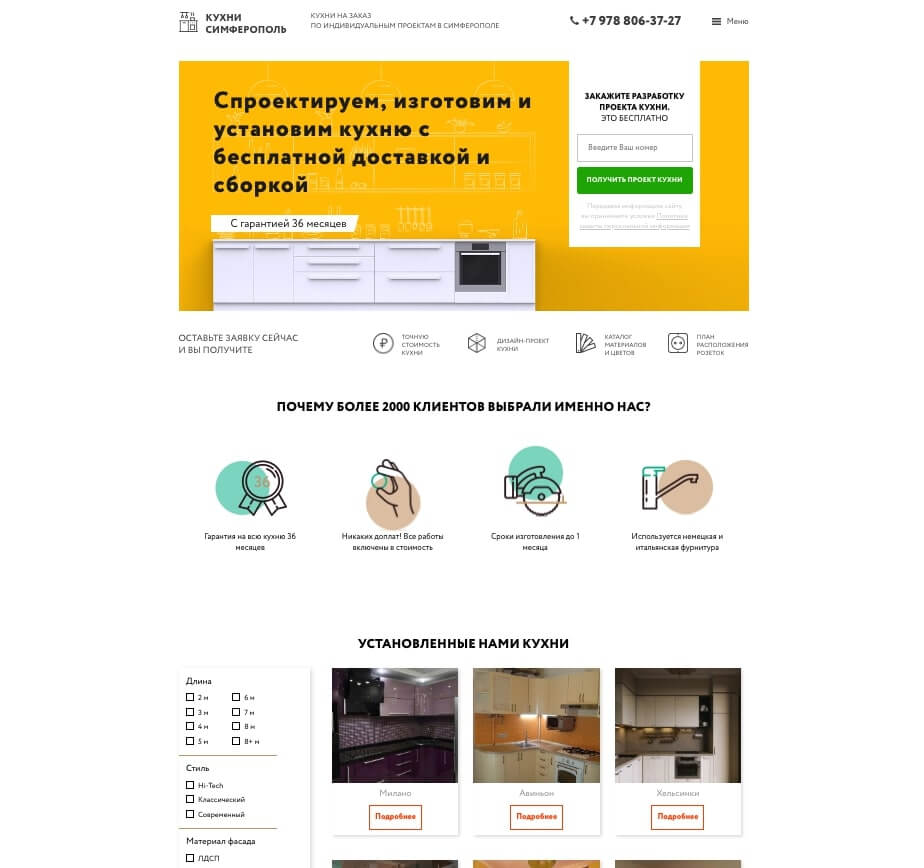 КУХНИ
СИМФЕРОПОЛЬ
КУХНИ НА ЗАКАЗ
ПО ИНДИВИДУАЛЬНЫМ ПРОЕКТАМ В СИМФЕРОПОЛЕ
+7 978 806-37-27
Меню
Спроектируем, изготовим и
установим кухню с
бесплатной доставкой и
сборкой
С гарантией 36 месяцев
ЗАКАЖИТЕ РАЗРАБОТКУ
ПРОЕКТА КУХНИ.
ЭТО БЕСПЛАТНО
Введите Ваш номер
ПОЛУЧИТЬ ПРОЕКТ КУХНИ
Передавая информацию сайту
вы принимаете условия Политики
защиты персональной информации
ОСТАВЬТЕ ЗАЯВКУ СЕЙЧАС
И ВЫ ПОЛУЧИТЕ
ТОЧНУЮ
СТОИМОСТЬ
КУХНИ
ДИЗАЙН-ПРОЕКТ
КУХНИ
КАТАЛОГ
МАТЕРИАЛОВ
И ЦВЕТОВ
ПЛАН
РАСПОЛОЖЕНИЯ
РОЗЕТОК
ПОЧЕМУ БОЛЕЕ 2000 КЛИЕНТОВ ВЫБРАЛИ ИМЕННО НАС?
36
Гарантия на всю кухню 36
месяцев
Никаких доплат! Все работы
включены в стоимость
Сроки изготовления до 1
месяца
Используется немецкая и
итальянская фурнитура
УСТАНОВЛЕННЫЕ НАМИ КУХНИ
Длина
2 м
6 м
3 м
7 м
4 м
8 м
5 м
8+ м
Стиль
Hi-Tech
Классический
Современный
Материал фасада
ЛДСП
Милано
Подробнее
Авиньон
Подробнее
Хельсинки
Подробнее